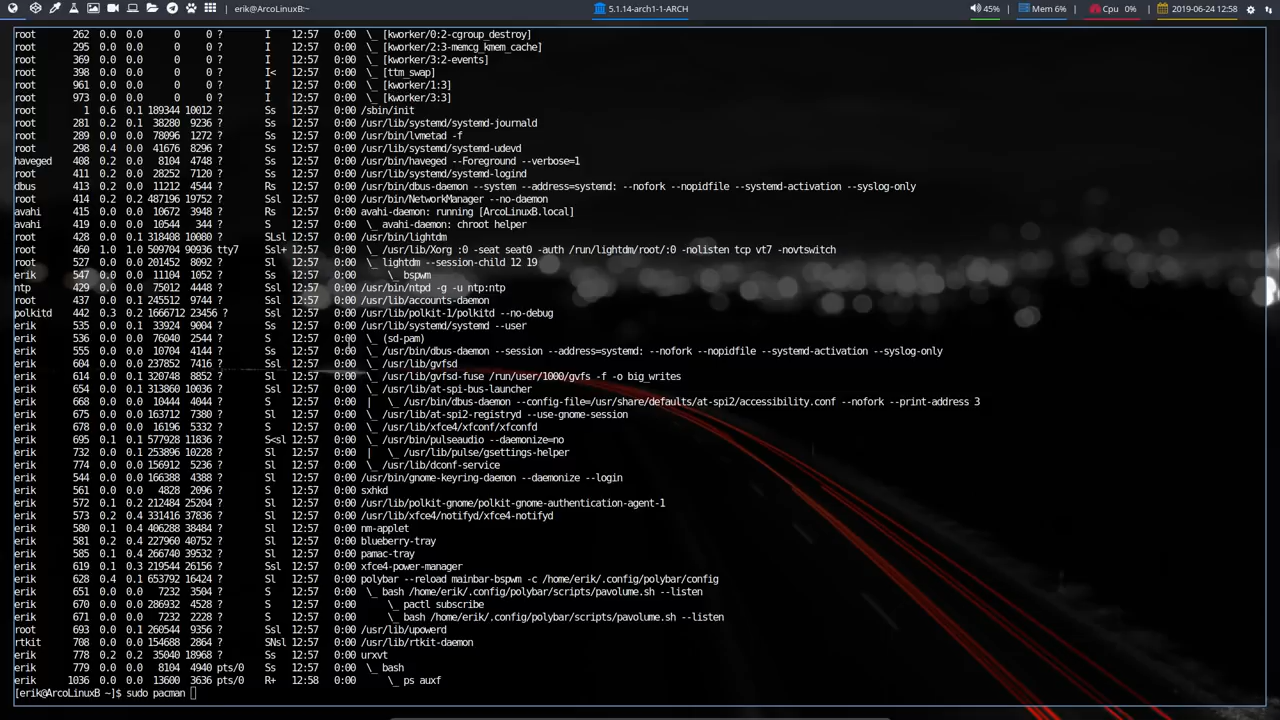 erik@ArcoLinuxB:~
5.1.14-arch1-1-ARCH
45%
Mem 6%
Cpu 0%
2019-06-24 12:58
root 262 0.0 0.0 0 0 ? I 12:57 0:00 \_ [kworker/0:2-cgroup_destroy]
root 295 0.0 0.0 0 0 ? I 12:57 0:00 \_ [kworker/2:3-memcg_kmem_cache]
root 369 0.0 0.0 0 0 ? I 12:57 0:00 \_ [kworker/3:2-events]
root 398 0.0 0.0 0 0 ? I< 12:57 0:00 \_ [ttm_swap]
root 961 0.0 0.0 0 0 ? I 12:57 0:00 \_ [kworker/1:3]
root 973 0.0 0.0 0 0 ? I 12:57 0:00 \_ [kworker/3:3]
root 1 0.6 0.1 189344 10012 ? Ss 12:57 0:00 /sbin/init
root 281 0.2 0.1 38280 9236 ? Ss 12:57 0:00 /usr/lib/systemd/systemd-journald
root 289 0.0 0.0 78096 1272 ? Ss 12:57 0:00 /usr/bin/lvmetad -f
root 298 0.4 0.0 41676 8296 ? Ss 12:57 0:00 /usr/lib/systemd/systemd-udevd
haveged 408 0.2 0.0 8104 4748 ? Ss 12:57 0:00 /usr/bin/haveged --Foreground --verbose=1
root 411 0.2 0.0 28252 7120 ? Ss 12:57 0:00 /usr/lib/systemd/systemd-logind
dbus 413 0.2 0.0 11212 4544 ? Rs 12:57 0:00 /usr/bin/dbus-daemon --system --address=systemd: --nofork --nopidfile --systemd-activation --syslog-only
root 414 0.2 0.2 487196 19752 ? Ssl 12:57 0:00 /usr/bin/NetworkManager --no-daemon
avahi 415 0.0 0.0 10672 3948 ? Rs 12:57 0:00 avahi-daemon: running [ArcoLinuxB.local]
avahi 419 0.0 0.0 10544 344 ? S 12:57 0:00 \_ avahi-daemon: chroot helper
root 428 0.0 0.1 318408 10080 ? SLsl 12:57 0:00 /usr/bin/lightdm
root 460 1.0 1.0 509704 90936 tty7 Ssl+ 12:57 0:00 \_ /usr/lib/Xorg :0 -seat seat0 -auth /run/lightdm/root/:0 -nolisten tcp vt7 -novtswitch
root 527 0.0 0.0 201452 8092 ? Sl 12:57 0:00 \_ lightdm --session-child 12 19
erik 547 0.0 0.0 11104 1052 ? Ss 12:57 0:00 \_ bspwm
ntp 429 0.0 0.0 75012 4448 ? Ssl 12:57 0:00 /usr/bin/ntpd -g -u ntp:ntp
root 437 0.0 0.1 245512 9744 ? Ssl 12:57 0:00 /usr/lib/accounts-daemon
polkitd 442 0.3 0.2 1666712 23456 ? Ssl 12:57 0:00 /usr/lib/polkit-1/polkitd --no-debug
erik 535 0.0 0.1 33924 9004 ? Ss 12:57 0:00 /usr/lib/systemd/systemd --user
erik 536 0.0 0.0 76040 2544 ? S 12:57 0:00 \_ (sd-pam)
erik 555 0.0 0.0 10704 4144 ? Ss 12:57 0:00 \_ /usr/bin/dbus-daemon --session --address=systemd: --nofork --nopidfile --systemd-activation --syslog-only
erik 604 0.0 0.0 237852 7416 ? Sl 12:57 0:00 \_ /usr/lib/gvfsd
erik 614 0.0 0.1 320748 8852 ? Sl 12:57 0:00 \_ /usr/lib/gvfsd-fuse /run/user/1000/gvfs -f -o big_writes
erik 654 0.0 0.1 313860 10036 ? Sl 12:57 0:00 \_ /usr/lib/at-spi-bus-launcher
erik 668 0.0 0.0 10444 4044 ? S 12:57 0:00 | \_ /usr/bin/dbus-daemon --config-file=/usr/share/defaults/at-spi2/accessibility.conf --nofork --print-address 3
erik 675 0.0 0.0 163712 7380 ? Sl 12:57 0:00 \_ /usr/lib/at-spi2-registryd --use-gnome-session
erik 678 0.0 0.0 16196 5332 ? S 12:57 0:00 \_ /usr/lib/xfce4/xfconf/xfconfd
erik 695 0.1 0.1 577928 11836 ? S<sl 12:57 0:00 \_ /usr/bin/pulseaudio --daemonize=no
erik 732 0.0 0.1 253896 10228 ? Sl 12:57 0:00 | \_ /usr/lib/pulse/gsettings-helper
erik 774 0.0 0.0 156912 5236 ? Sl 12:57 0:00 \_ /usr/lib/dconf-service
erik 544 0.0 0.0 166388 4388 ? Sl 12:57 0:00 /usr/bin/gnome-keyring-daemon --daemonize --login
erik 561 0.0 0.0 4828 2096 ? S 12:57 0:00 sxhkd
erik 572 0.1 0.2 212484 25204 ? Sl 12:57 0:00 /usr/lib/polkit-gnome/polkit-gnome-authentication-agent-1
erik 573 0.2 0.4 331416 37836 ? Sl 12:57 0:00 /usr/lib/xfce4/notifyd/xfce4-notifyd
erik 580 0.1 0.4 406288 38484 ? Sl 12:57 0:00 nm-applet
erik 581 0.2 0.4 227960 40752 ? Sl 12:57 0:00 blueberry-tray
erik 585 0.1 0.4 266740 39532 ? Sl 12:57 0:00 pamac-tray
erik 619 0.1 0.3 219544 26156 ? Ssl 12:57 0:00 xfce4-power-manager
erik 628 0.4 0.1 653792 16424 ? Sl 12:57 0:00 polybar --reload mainbar-bspwm -c /home/erik/.config/polybar/config
erik 651 0.0 0.0 7232 3504 ? S 12:57 0:00 \_ bash /home/erik/.config/polybar/scripts/pavolume.sh --listen
erik 670 0.0 0.0 286932 4528 ? S 12:57 0:00 \_ pactl subscribe
erik 671 0.0 0.0 7232 2228 ? S 12:57 0:00 \_ bash /home/erik/.config/polybar/scripts/pavolume.sh --listen
root 693 0.0 0.1 260544 9356 ? Ssl 12:57 0:00 /usr/lib/upowerd
rtkit 708 0.0 0.0 154688 2864 ? SNsl 12:57 0:00 /usr/lib/rtkit-daemon
erik 778 0.2 0.2 35040 18968 ? Ss 12:57 0:00 urxvt
erik 779 0.0 0.0 8104 4940 pts/0 Ss 12:57 0:00 \_ bash
erik 1036 0.0 0.0 13600 3636 pts/0 R+ 12:58 0:00 \_ ps auxf
[erik@ArcoLinuxB ~]$ sudo pacman